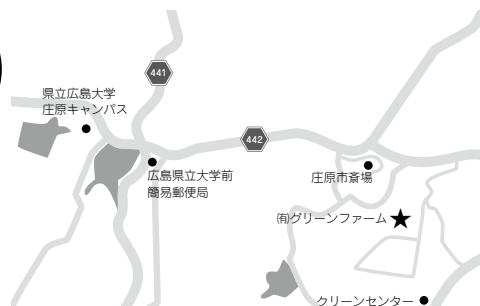 441
県立広島大学
庄原キャンパス
442
広島県立大学前
簡易郵便局
庄原市斎場
㈲グリーンファーム
クリーンセンター